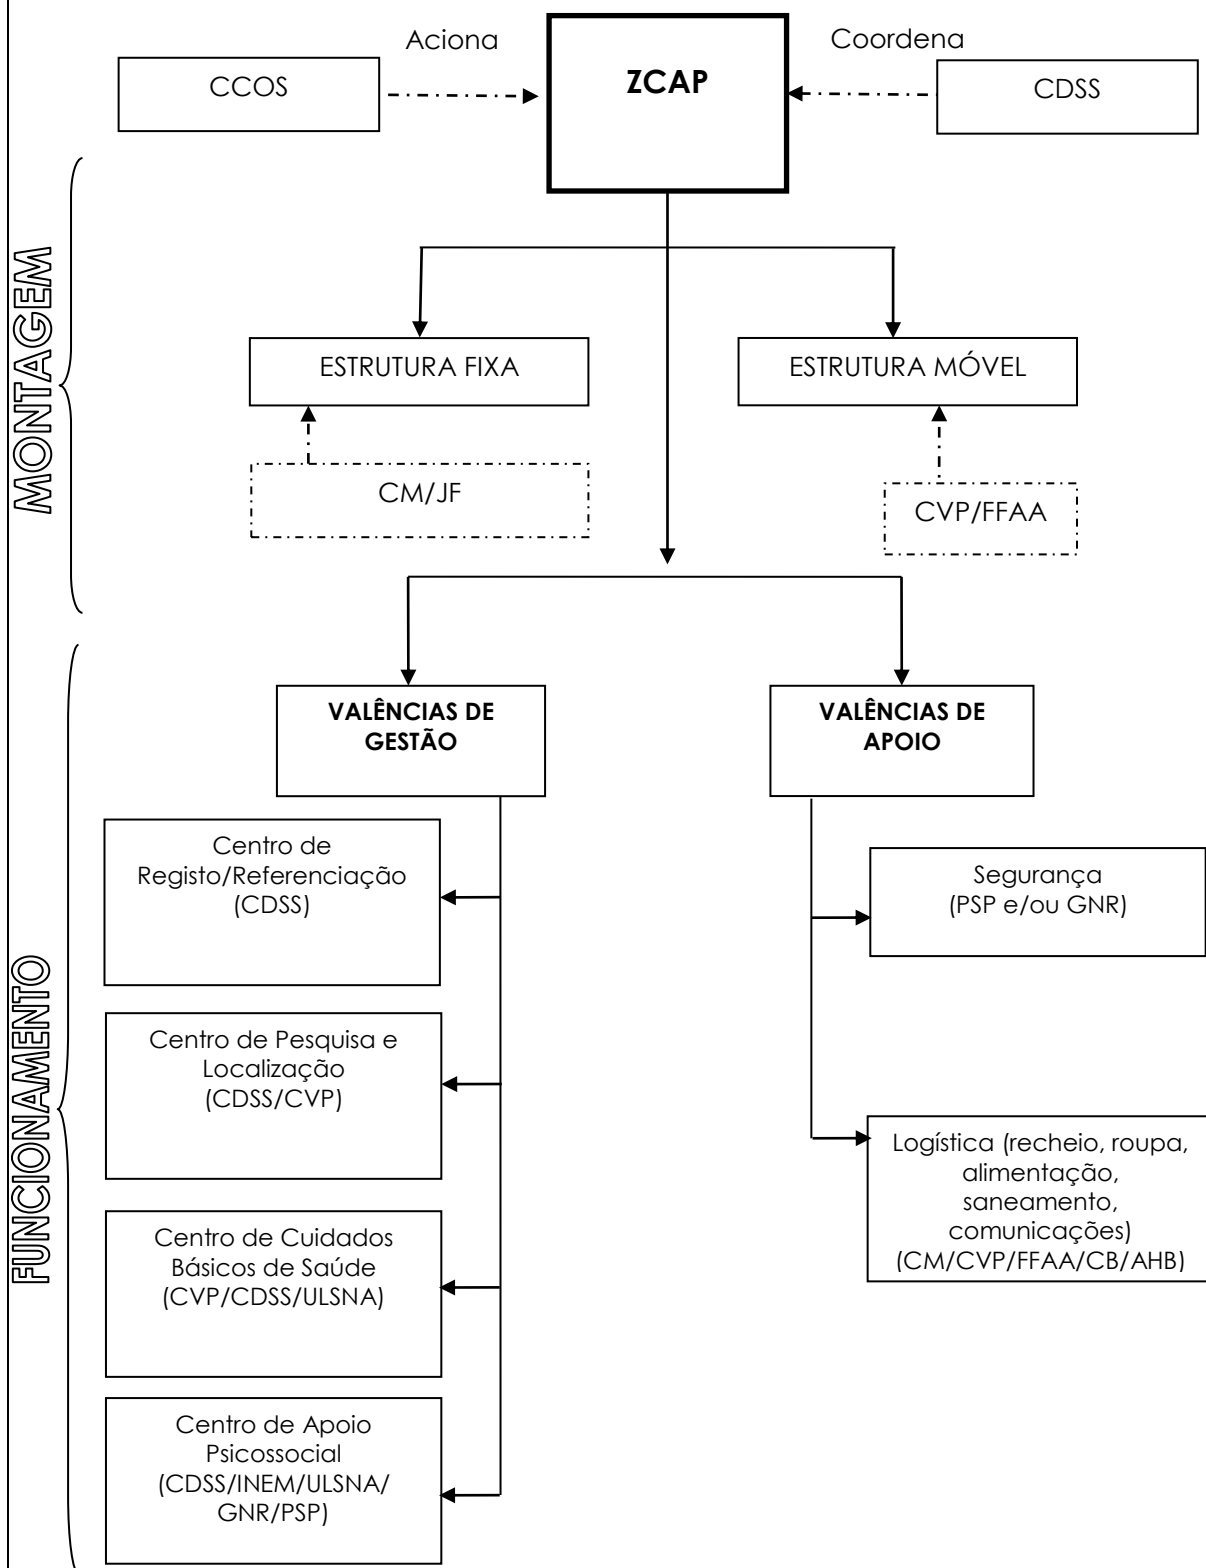 Aciona
Coordena
CCOS
ZCAP
CDSS
MONTAGEM
ESTRUTURA FIXA
ESTRUTURA MÓVEL
CM/JF
CVP/FFAA
FUNCIONAMENTO
VALÊNCIAS DE
GESTÃO
VALÊNCIAS DE
APOIO
Centro de
Registo/Referenciação
(CDSS)
Segurança
(PSP e/ou GNR)
Centro de Pesquisa e
Localização
(CDSS/CVP)
Logística (recheio, roupa,
alimentação,
saneamento,
comunicações)
(CM/CVP/FFAA/CB/AHB)
Centro de Cuidados
Básicos de Saúde
(CVP/CDSS/ULSNA)
Centro de Apoio
Psicossocial
(CDSS/INEM/ULSNA/
GNR/PSP)